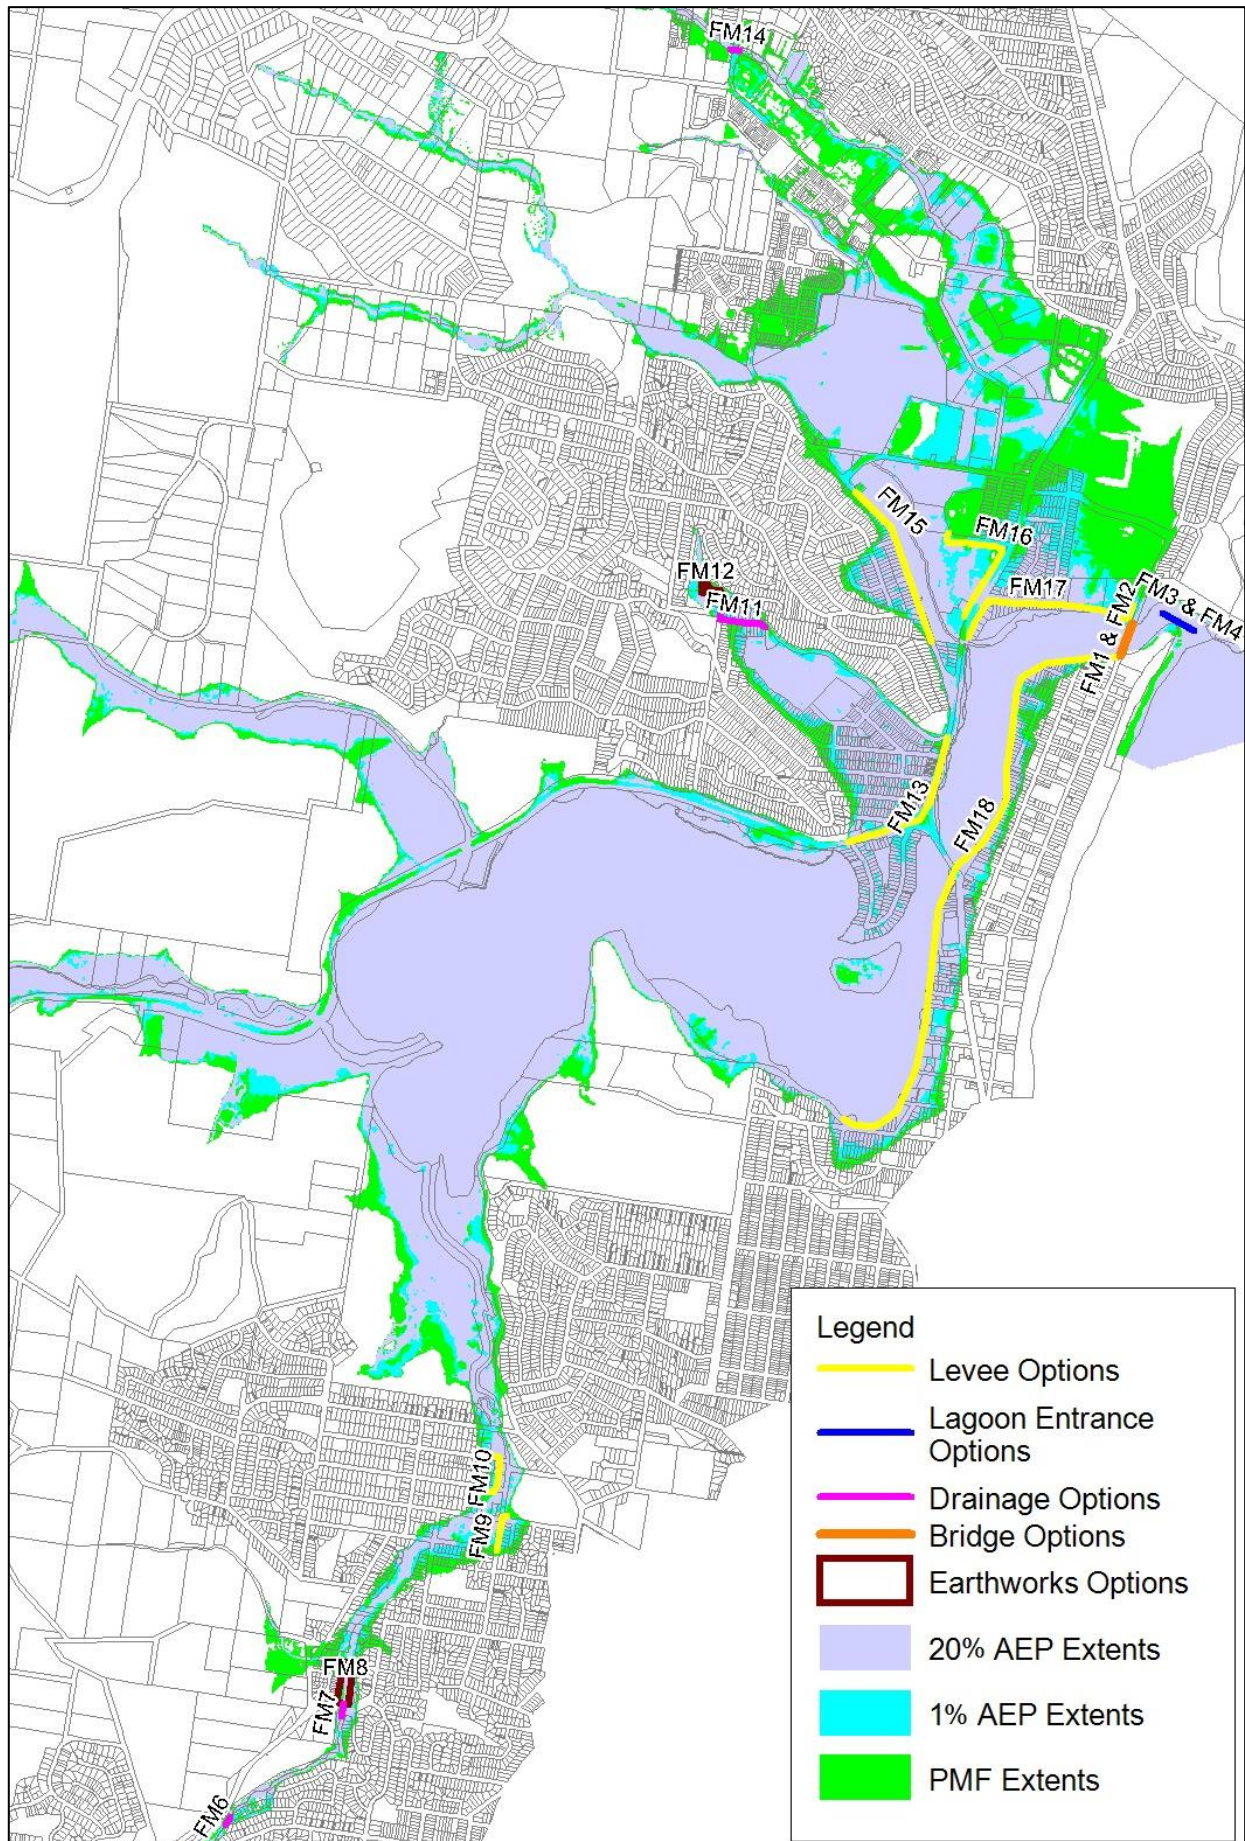 FM14
FM15
FM16
FM12
FM11
FM17
FM1 & FM2
FM3 & FM4
FM13
FM18
FM10
FM9
FM8
FM7
FM6
Legend
Levee Options
Lagoon Entrance
Options
Drainage Options
Bridge Options
Earthworks Options
20% AEP Extents
1% AEP Extents
PMF Extents